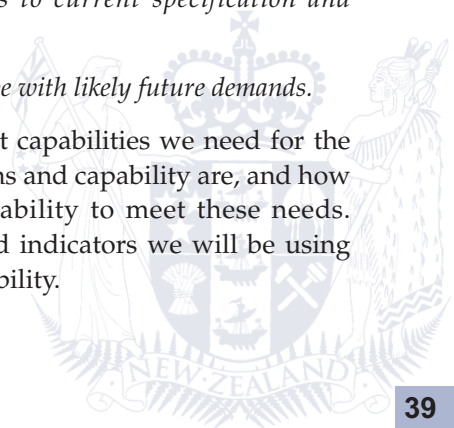 s to current specification and
e with likely future demands.
t capabilities we need for the
ns and capability are, and how
ability to meet these needs.
d indicators we will be using
bility.
NEW ZEALAND
39